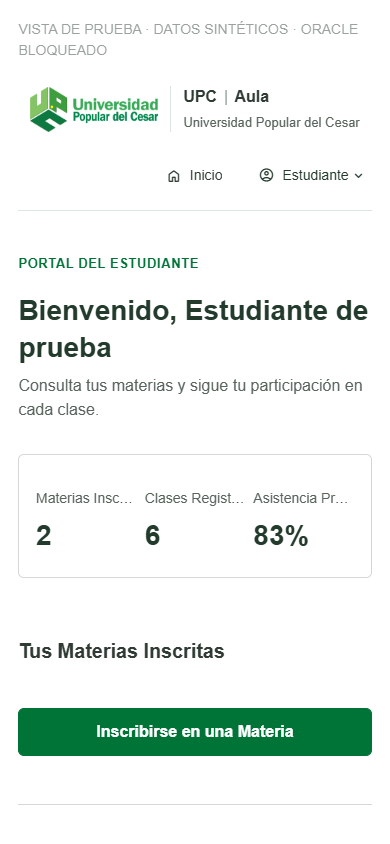 VISTA DE PRUEBA · DATOS SINTÉTICOS · ORACLE
BLOQUEADO
Universidad
Popular del Cesar
UPC | Aula
Universidad Popular del Cesar
Inicio
Estudiante
PORTAL DEL ESTUDIANTE
Bienvenido, Estudiante de
prueba
Consulta tus materias y sigue tu participación en
cada clase.
Materias Insc... Clases Regist... Asistencia Pr...
2 6 83%
Tus Materias Inscritas
Inscribirse en una Materia